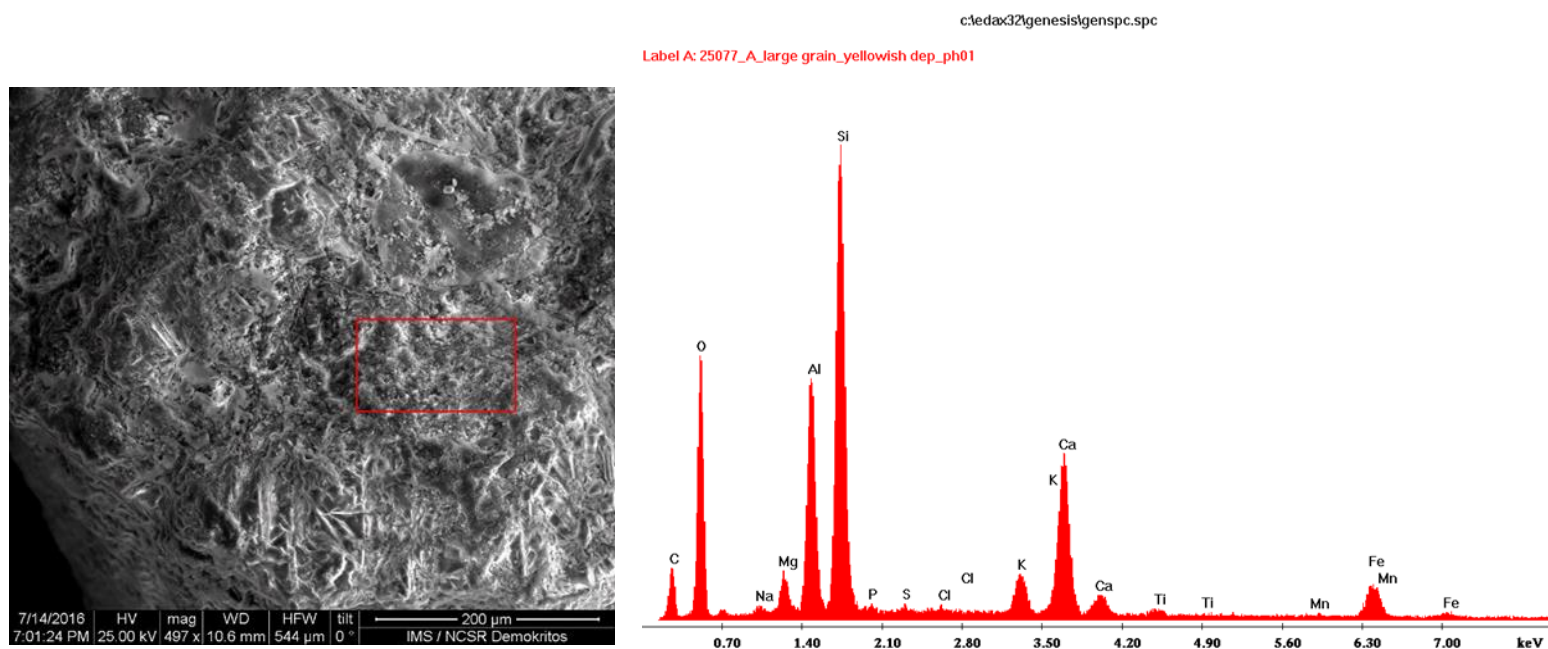 c:\edax32\genesis\genspc.spc
Label A: 25077_A_large grain_yellowish dep_ph01
7/14/2016 HV mag WD HFW tilt 200 µm
7:01:24 PM 25.00 kV 497 x 10.6 mm 544 µm 0° IMS / NCSR Demokritos
Si
O
Al
Ca
K
C
Mg
Na
P
S
Cl
Cl
K
Ca
Ti
Ti
Mn
Fe
Mn
Fe
0.70 1.40 2.10 2.80 3.50 4.20 4.90 5.60 6.30 7.00 keV